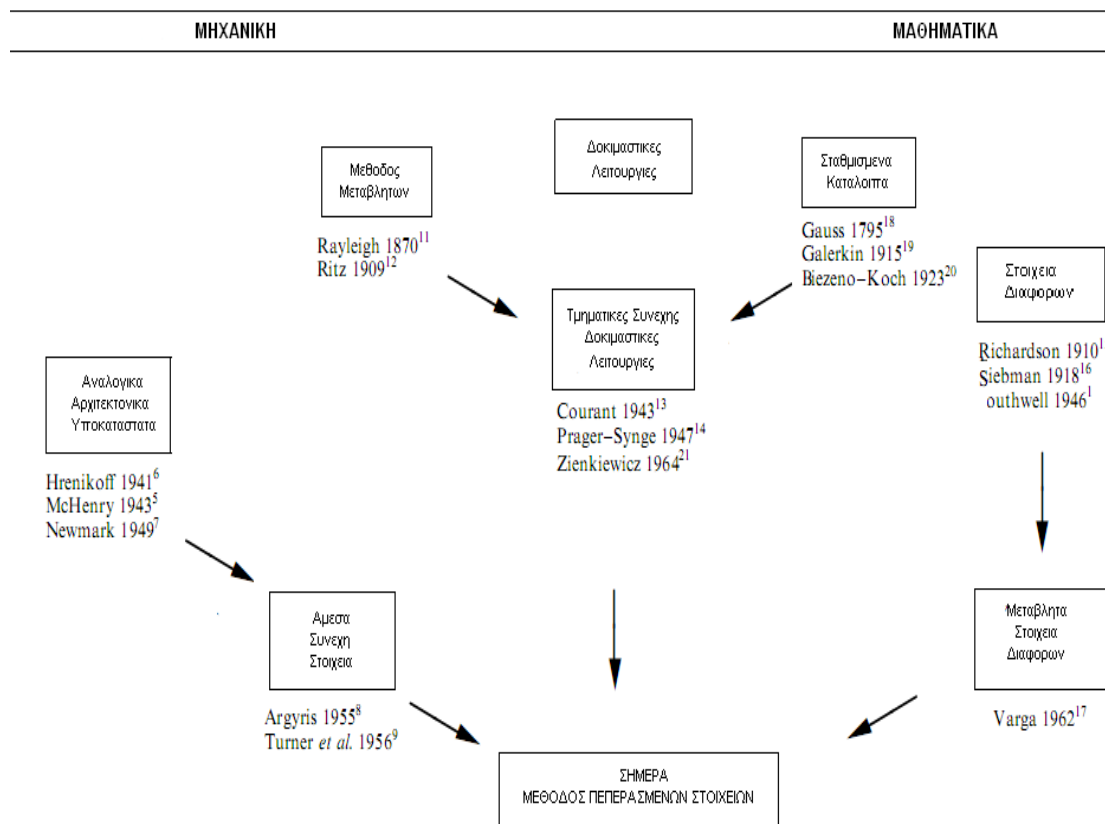 ΜΗΧΑΝΙΚΗ
ΜΑΘΗΜΑΤΙΚΑ
Μεθοδος
Μεταβλητων
Rayleigh 1870¹¹
Ritz 1909¹²
Δοκιμαστικες
Λειτουργιες
Σταθμισμενα
Καταλοιπα
Gauss 1795¹⁸
Galerkin 1915¹⁹
Biezeno–Koch 1923²⁰
Στοιχεια
Διαφορων
Richardson 1910¹
Siebman 1918¹⁶
outhwell 1946¹
Τμηματικες Συνεχης
Δοκιμαστικες
Λειτουργιες
Courant 1943¹³
Prager–Synge 1947¹⁴
Zienkiewicz 1964²¹
Αναλογικα
Αρχιτεκτονικα
Υποκαταστατα
Hrenikoff 1941⁶
McHenry 1943⁵
Newmark 1949⁷
Αμεσα
Συνεχη
Στοιχεια
Argyris 1955⁸
Turner et al. 1956⁹
Μεταβλητα
Στοιχεια
Διαφορων
Varga 1962¹⁷
ΣΗΜΕΡΑ
ΜΕΘΟΔΟΣ ΠΕΠΕΡΑΣΜΕΝΩΝ ΣΤΟΙΧΕΙΩΝ